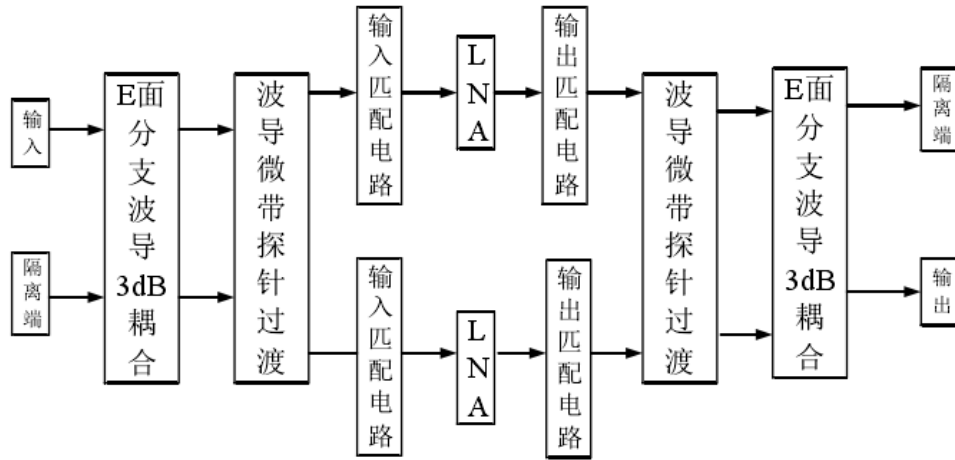 输入
隔离端
E面分支波导3dB耦合
波导微带探针过渡
输入匹配电路
LNA
输出匹配电路
输入匹配电路
LNA
输出匹配电路
波导微带探针过渡
E面分支波导3dB耦合
隔离端
输出